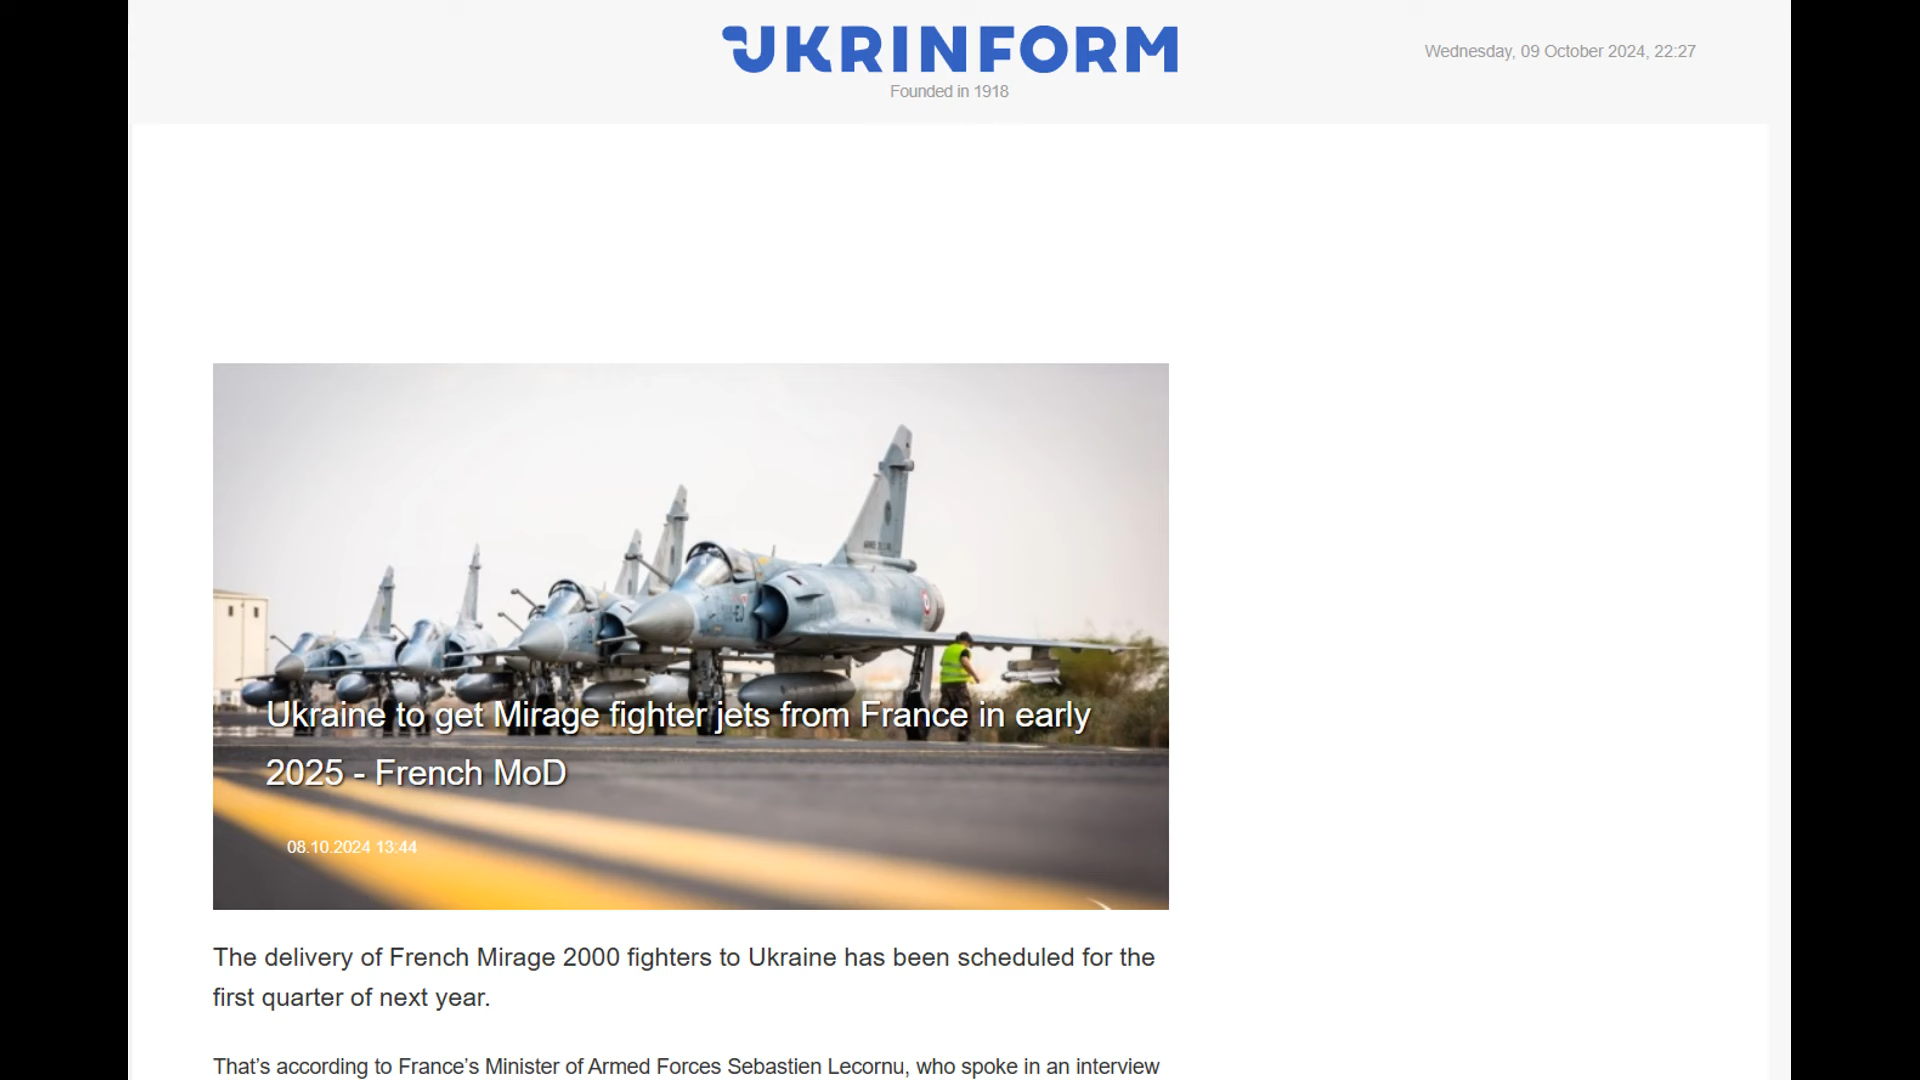 UKRINFORM
Founded in 1918
Wednesday, 09 October 2024, 22:27
Ukraine to get Mirage fighter jets from France in early
2025 - French MoD
08.10.2024 13:44
The delivery of French Mirage 2000 fighters to Ukraine has been scheduled for the
first quarter of next year.
That’s according to France’s Minister of Armed Forces Sebastien Lecornu, who spoke in an interview